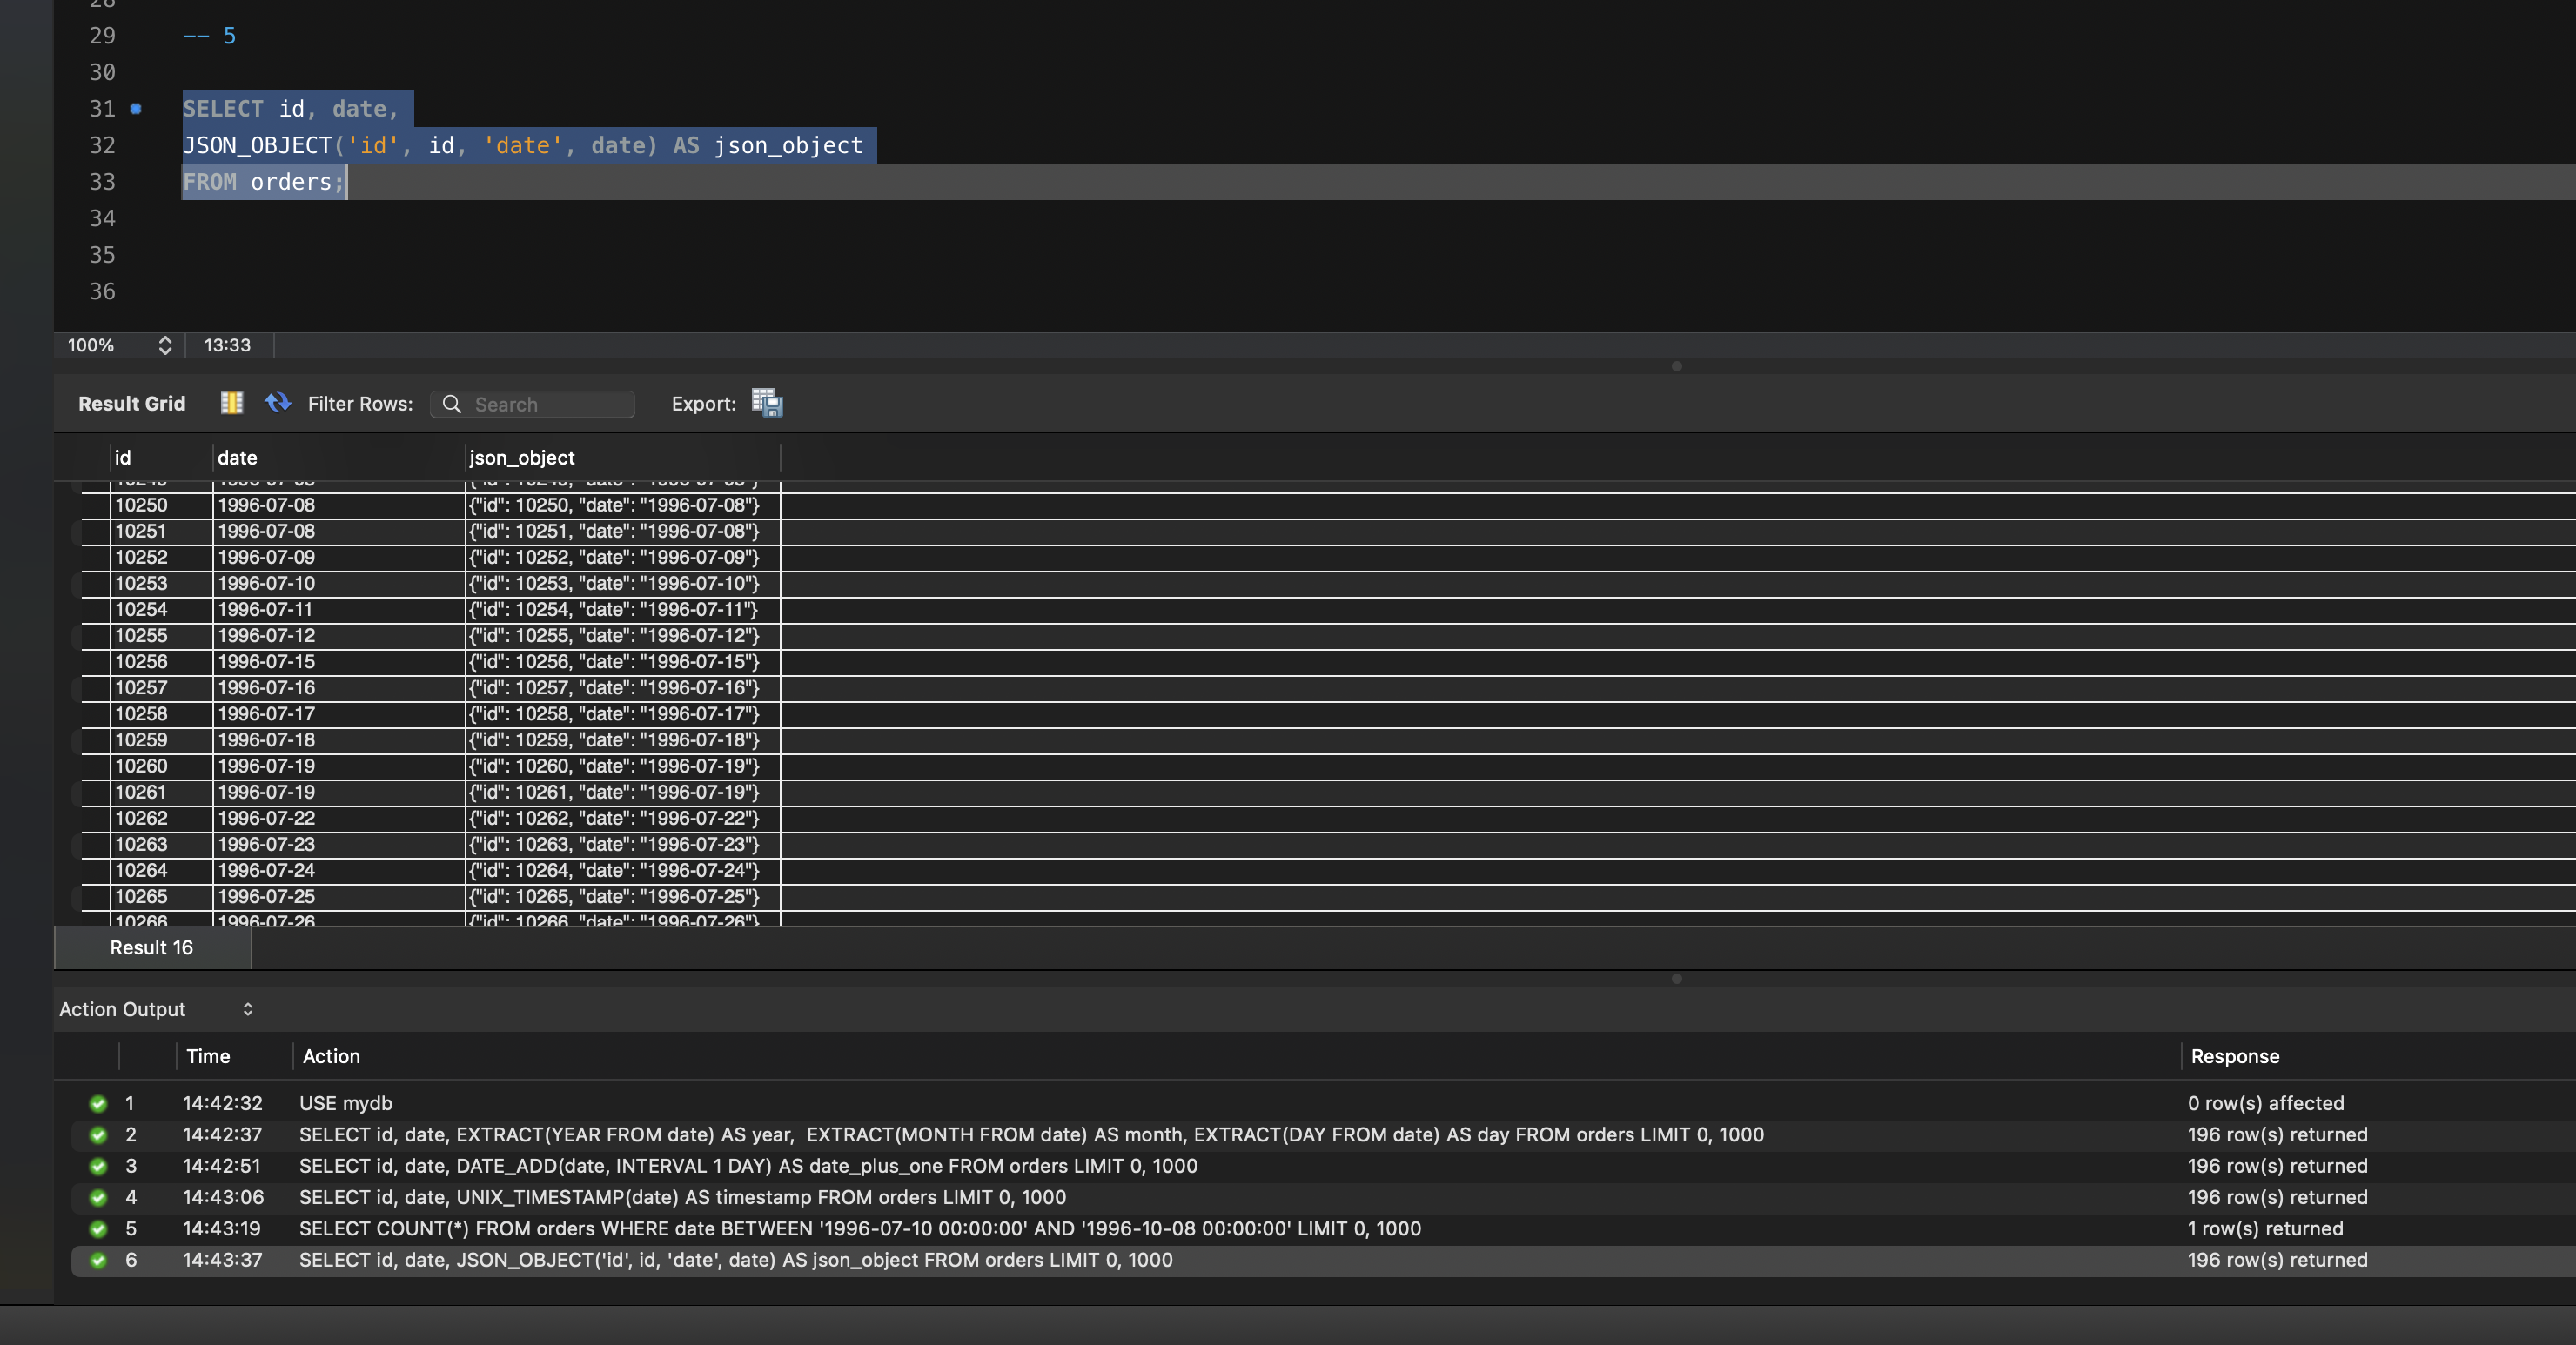 28
29 -- 5
30
31 SELECT id, date,
32 JSON_OBJECT('id', id, 'date', date) AS json_object
33 FROM orders;
34
35
36
100% 13:33
Result Grid Filter Rows: Search Export:
id date json_object
10250 1996-07-08 {"id": 10250, "date": "1996-07-08"}
10251 1996-07-08 {"id": 10251, "date": "1996-07-08"}
10252 1996-07-09 {"id": 10252, "date": "1996-07-09"}
10253 1996-07-10 {"id": 10253, "date": "1996-07-10"}
10254 1996-07-11 {"id": 10254, "date": "1996-07-11"}
10255 1996-07-12 {"id": 10255, "date": "1996-07-12"}
10256 1996-07-15 {"id": 10256, "date": "1996-07-15"}
10257 1996-07-16 {"id": 10257, "date": "1996-07-16"}
10258 1996-07-17 {"id": 10258, "date": "1996-07-17"}
10259 1996-07-18 {"id": 10259, "date": "1996-07-18"}
10260 1996-07-19 {"id": 10260, "date": "1996-07-19"}
10261 1996-07-19 {"id": 10261, "date": "1996-07-19"}
10262 1996-07-22 {"id": 10262, "date": "1996-07-22"}
10263 1996-07-23 {"id": 10263, "date": "1996-07-23"}
10264 1996-07-24 {"id": 10264, "date": "1996-07-24"}
10265 1996-07-25 {"id": 10265, "date": "1996-07-25"}
10266 1996-07-26 {"id": 10266, "date": "1996-07-26"}
Result 16
Action Output
Time Action Response
1 14:42:32 USE mydb 0 row(s) affected
2 14:42:37 SELECT id, date, EXTRACT(YEAR FROM date) AS year,  EXTRACT(MONTH FROM date) AS month, EXTRACT(DAY FROM date) AS day FROM orders LIMIT 0, 1000 196 row(s) returned
3 14:42:51 SELECT id, date, DATE_ADD(date, INTERVAL 1 DAY) AS date_plus_one FROM orders LIMIT 0, 1000 196 row(s) returned
4 14:43:06 SELECT id, date, UNIX_TIMESTAMP(date) AS timestamp FROM orders LIMIT 0, 1000 196 row(s) returned
5 14:43:19 SELECT COUNT(*) FROM orders WHERE date BETWEEN '1996-07-10 00:00:00' AND '1996-10-08 00:00:00' LIMIT 0, 1000 1 row(s) returned
6 14:43:37 SELECT id, date, JSON_OBJECT('id', id, 'date', date) AS json_object FROM orders LIMIT 0, 1000 196 row(s) returned